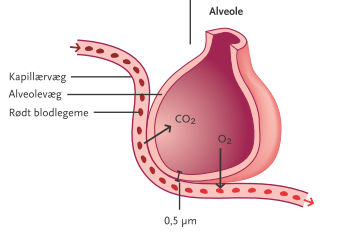 Alveole
Kapillærvæg
Alveolevæg
Rødt blodlegeme
CO2
O2
0,5 µm